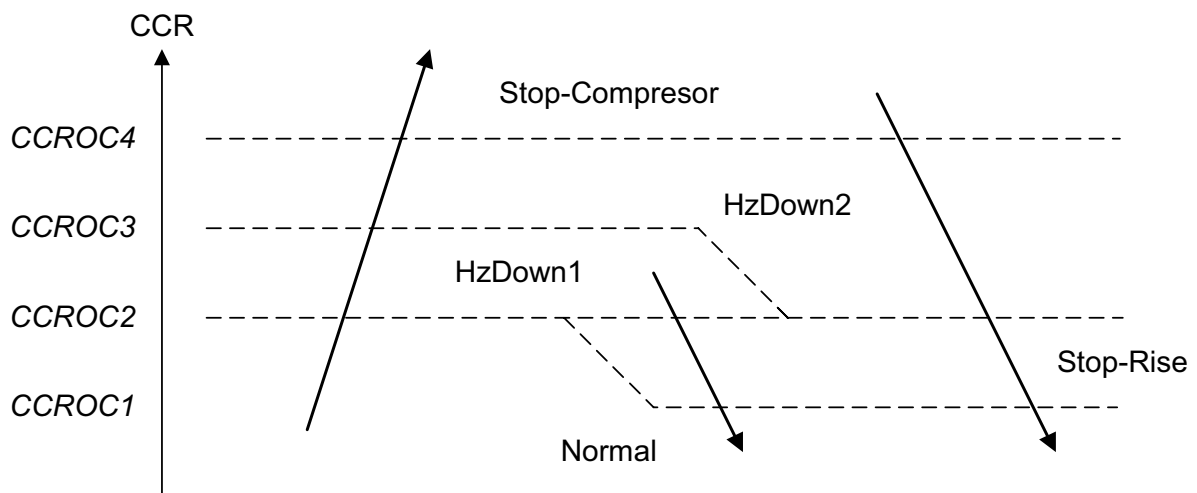 CCR
Stop-Compresor
CCROC4
HzDown2
CCROC3
HzDown1
CCROC2
Stop-Rise
CCROC1
Normal